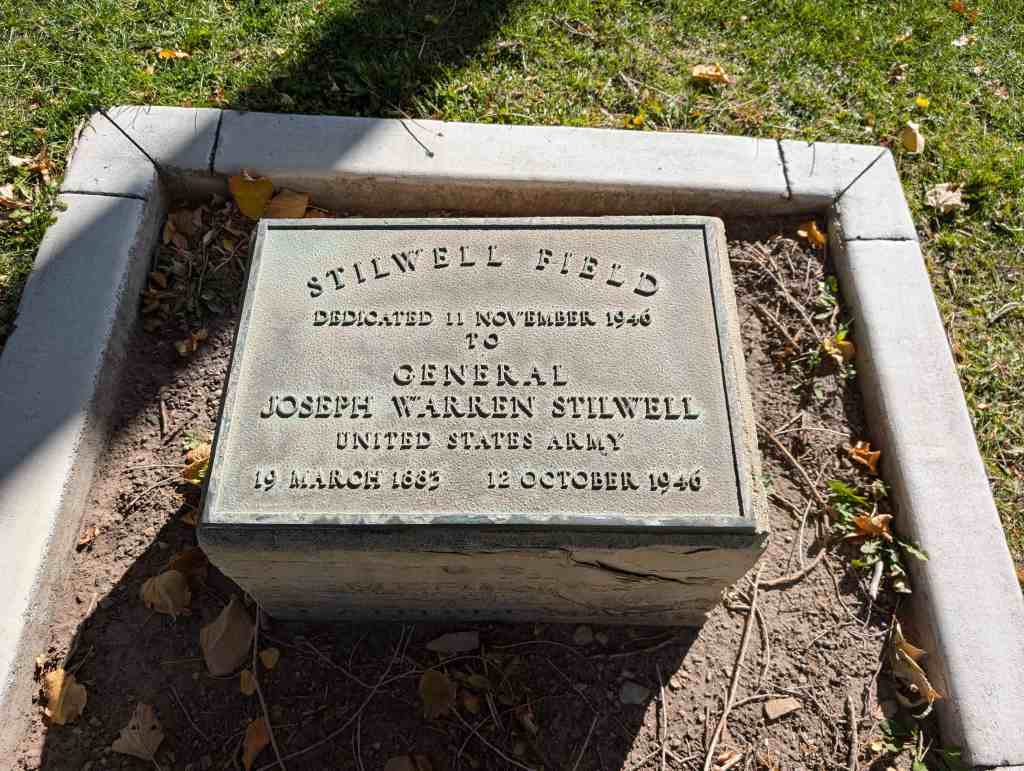 STILWELL FIELD
DEDICATED 11 NOVEMBER 1946
TO
GENERAL
JOSEPH WARREN STILWELL
UNITED STATES ARMY
19 MARCH 1883 12 OCTOBER 1946